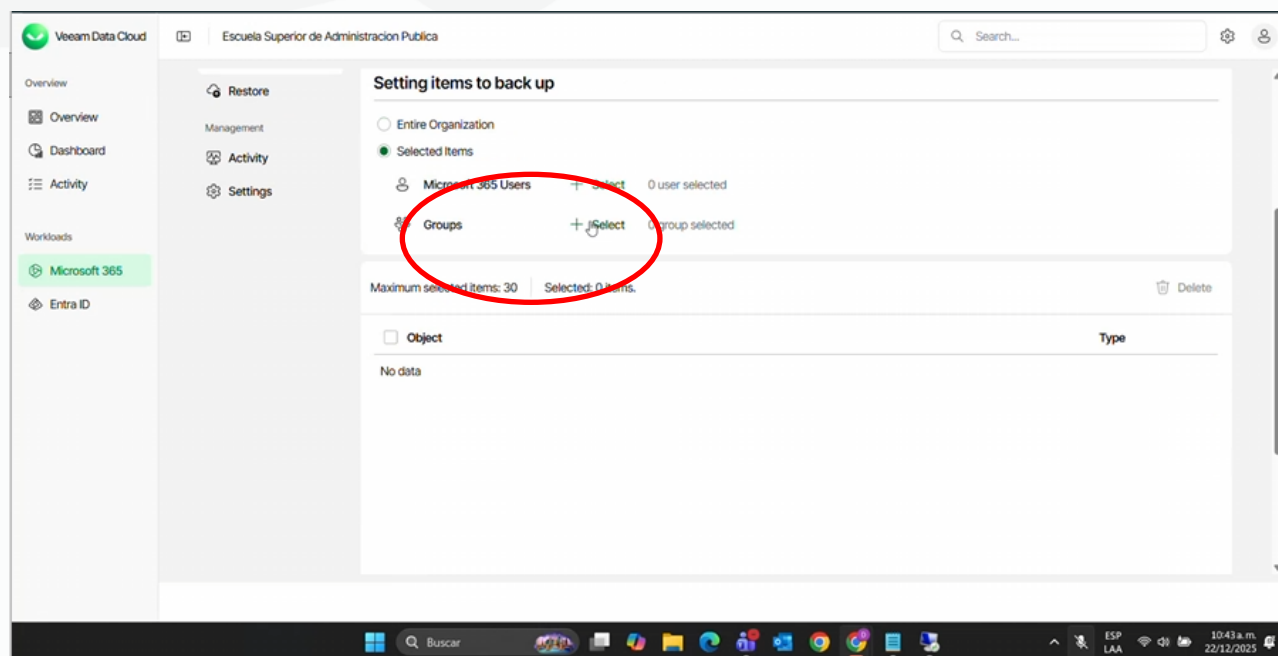 Veeam Data Cloud
Escuela Superior de Administracion Publica
Search...
Overview
Overview
Dashboard
Activity
Workloads
Microsoft 365
Entra ID
Restore
Management
Activity
Settings
Setting items to back up
Entire Organization
Selected Items
Microsoft 365 Users
Select
0 user selected
Groups
Select
0 group selected
Maximum selected items: 30
Selected: 0 items.
Delete
Object
Type
No data
Buscar
ESP
LAA
10:43 a. m.
22/12/2025